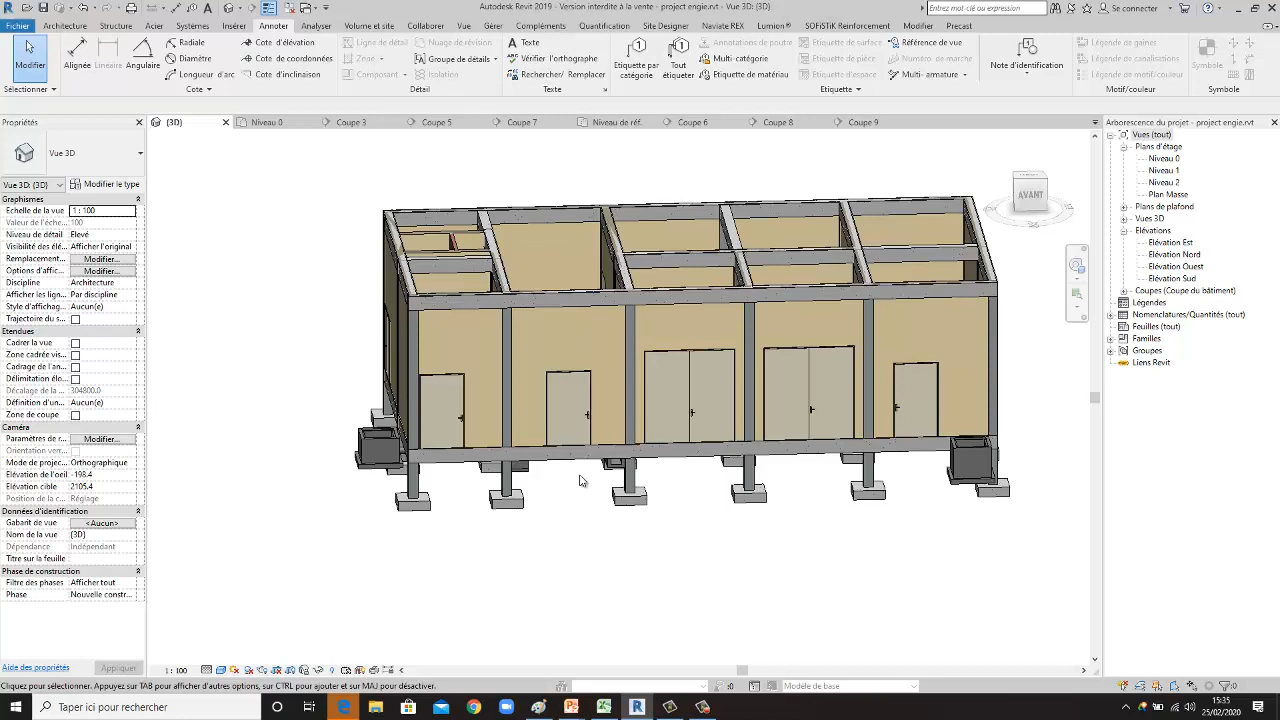 Autodesk Revit 2019 - Version interdite à la vente - project engie.rvt - Vue 3D: {3D}
Entrez mot-clé ou expression
Se connecter
Fichier Architecture Structure Acier Systèmes Insérer Annoter Analyser Volume et site Collaborer Vue Gérer Compléments Quantification Site Designer Naviate REX Lumion® SOFiSTiK Reinforcement Modifier Precast
Modifier
Alignée Linéaire Angulaire
Radiale
Diamètre
Longueur d'arc
Cote d'élévation
Cote de coordonnées
Cote d'inclinaison
Ligne de détail
Zone
Composant
Nuage de révision
Groupe de détails
Isolation
Texte
Vérifier l'orthographe
Rechercher/ Remplacer
Etiquette par catégorie
Tout étiqueter
Annotations de poutre
Multi-catégorie
Etiquette de matériau
Etiquette de surface
Etiquette de pièce
Etiquette d'espace
Référence de vue
Numéro de marche
Multi- armature
Note d'identification
Légende de gaines
Légende de canalisations
Légende de motif/couleur
Symbole
Sélectionner Cote Détail Texte Etiquette Motif/couleur Symbole
Propriétés
{3D} Niveau 0 Coupe 3 Coupe 5 Coupe 7 Niveau de réf. Coupe 6 Coupe 8 Coupe 9
Arborescence du projet - project engie.rvt
Vue 3D
Vue 3D: {3D} Modifier le type
Graphismes
Echelle de la vue 1 : 100
Valeur de l'éche... 100
Niveau de détail Elevé
Visibilité des élé... Afficher l'original
Remplacement... Modifier...
Options d'affic... Modifier...
Discipline Architecture
Afficher les lign... Par discipline
Style d'affichag... Aucun(e)
Trajectoire du s...
Etendues
Cadrer la vue
Zone cadrée vis...
Cadrage de l'an...
Délimitation élo...
Décalage de la ... 304800.0
Définition d'un... Aucun(e)
Zone de coupe
Caméra
Paramètres de r... Modifier...
Orientation verr...
Mode de projec... Orthographique
Elévation de l'œil -198.4
Elévation cible 2105.4
Position de la c... Réglage
Données d'identification
Gabarit de vue <Aucun>
Nom de la vue {3D}
Dépendance Indépendant
Titre sur la feuille
Phase de construction
Filtre des phases Afficher tout
Phase Nouvelle constr...
Aide des propriétés Appliquer
AVANT
Vues (tout)
Plans d'étage
Niveau 0
Niveau 1
Niveau 2
Plan Masse
Plans de plafond
Vues 3D
Elévations
Elévation Est
Elévation Nord
Elévation Ouest
Elévation Sud
Coupes (Coupe du bâtiment)
Légendes
Nomenclatures/Quantités (tout)
Feuilles (tout)
Familles
Groupes
Liens Revit
1 : 100
Cliquez pour sélectionner. Appuyez sur TAB pour afficher d'autres options, sur CTRL pour ajouter et sur MAJ pour désactiver.
:0 Modèle de base :0
Taper ici pour rechercher
15:35
25/02/2020